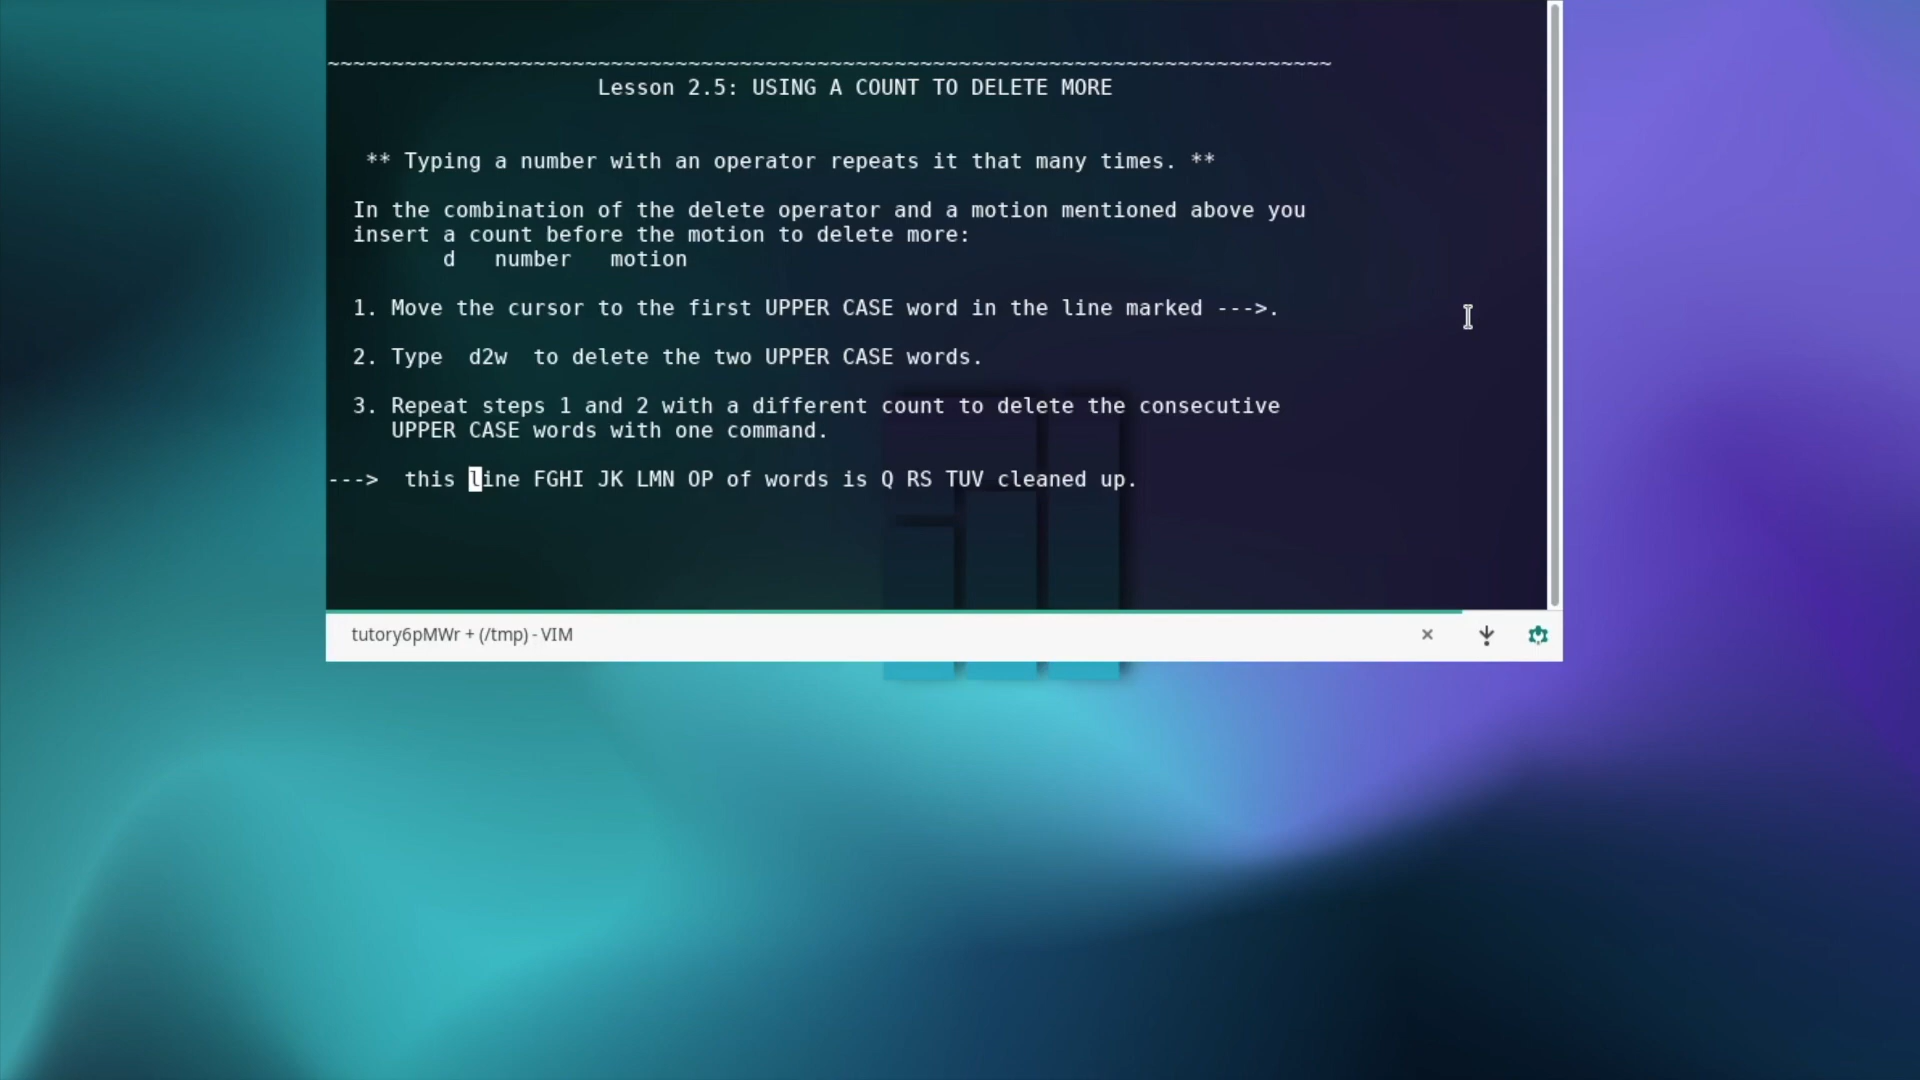 ~~~~~~~~~~~~~~~~~~~~~~~~~~~~~~~~~~~~~~~~~~~~~~~~~~~~~~~~~~~~~~~~~~~~~~~~~~~~~~
Lesson 2.5: USING A COUNT TO DELETE MORE
** Typing a number with an operator repeats it that many times. **
In the combination of the delete operator and a motion mentioned above you
insert a count before the motion to delete more:
d   number   motion
1. Move the cursor to the first UPPER CASE word in the line marked --->.
2. Type  d2w  to delete the two UPPER CASE words.
3. Repeat steps 1 and 2 with a different count to delete the consecutive
UPPER CASE words with one command.
--->  this line FGHI JK LMN OP of words is Q RS TUV cleaned up.
tutory6pMWr + (/tmp) - VIM